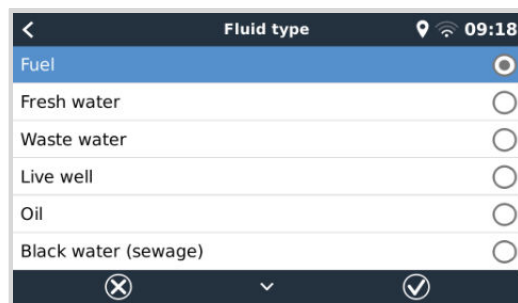 Fluid type 09:18
Fuel
Fresh water
Waste water
Live well
Oil
Black water (sewage)